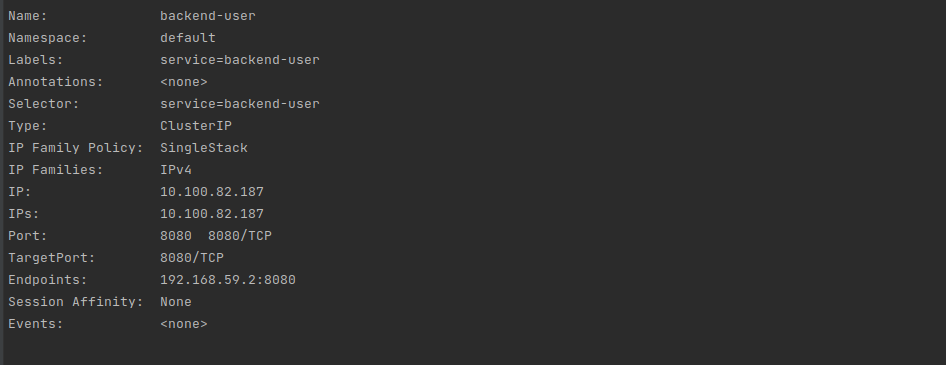 Name:              backend-user
Namespace:         default
Labels:            service=backend-user
Annotations:       <none>
Selector:          service=backend-user
Type:              ClusterIP
IP Family Policy:  SingleStack
IP Families:       IPv4
IP:                10.100.82.187
IPs:               10.100.82.187
Port:              8080  8080/TCP
TargetPort:        8080/TCP
Endpoints:         192.168.59.2:8080
Session Affinity:  None
Events:            <none>